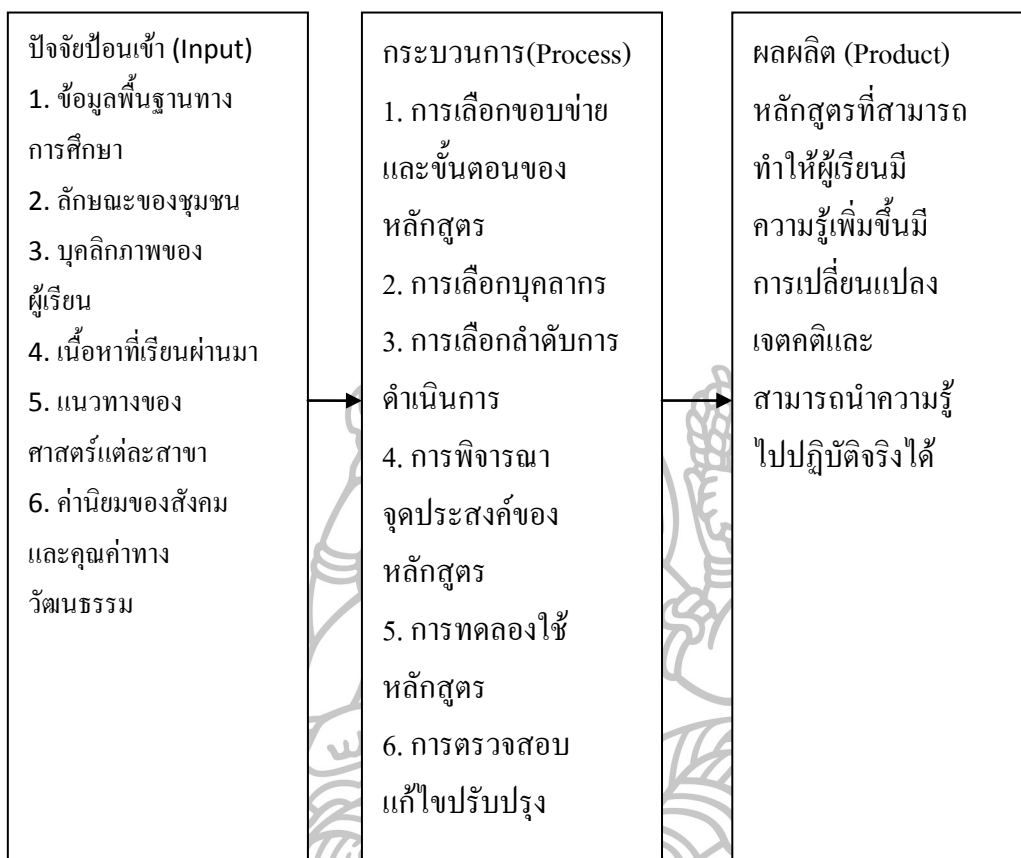 ปัจจัยป้อนเข้า (Input)
1. ข้อมูลพื้นฐานทาง
การศึกษา
2. ลักษณะของชุมชน
3. บุคลิกภาพของ
ผู้เรียน
4. เนื้อหาที่เรียนผ่านมา
5. แนวทางของ
ศาสตร์แต่ละสาขา
6. ค่านิยมของสังคม
และคุณค่าทาง
วัฒนธรรม
กระบวนการ(Process)
1. การเลือกขอบข่าย
และขั้นตอนของ
หลักสูตร
2. การเลือกบุคลากร
3. การเลือกลำดับการ
ดำเนินการ
4. การพิจารณา
จุดประสงค์ของ
หลักสูตร
5. การทดลองใช้
หลักสูตร
6. การตรวจสอบ
แก้ไขปรับปรุง
ผลผลิต (Product)
หลักสูตรที่สามารถ
ทำให้ผู้เรียนมี
ความรู้เพิ่มขึ้นมี
การเปลี่ยนแปลง
เจตคติและ
สามารถนำความรู้
ไปปฏิบัติจริงได้